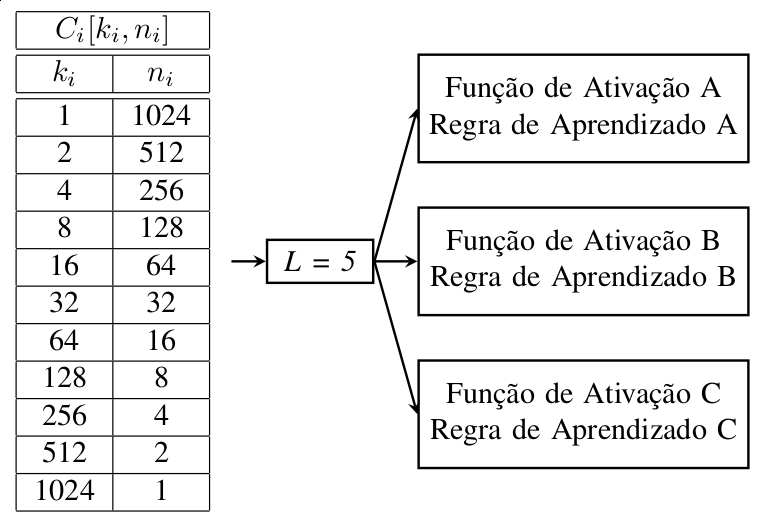 C_i[k_i, n_i]
k_i n_i
1 1024
2 512
4 256
8 128
16 64
32 32
64 16
128 8
256 4
512 2
1024 1
L = 5
Função de Ativação A
Regra de Aprendizado A
Função de Ativação B
Regra de Aprendizado B
Função de Ativação C
Regra de Aprendizado C